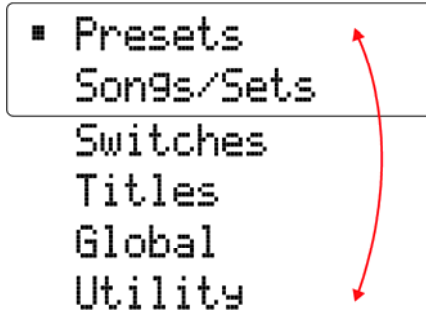 Presets
Songs/Sets
Switches
Titles
Global
Utility